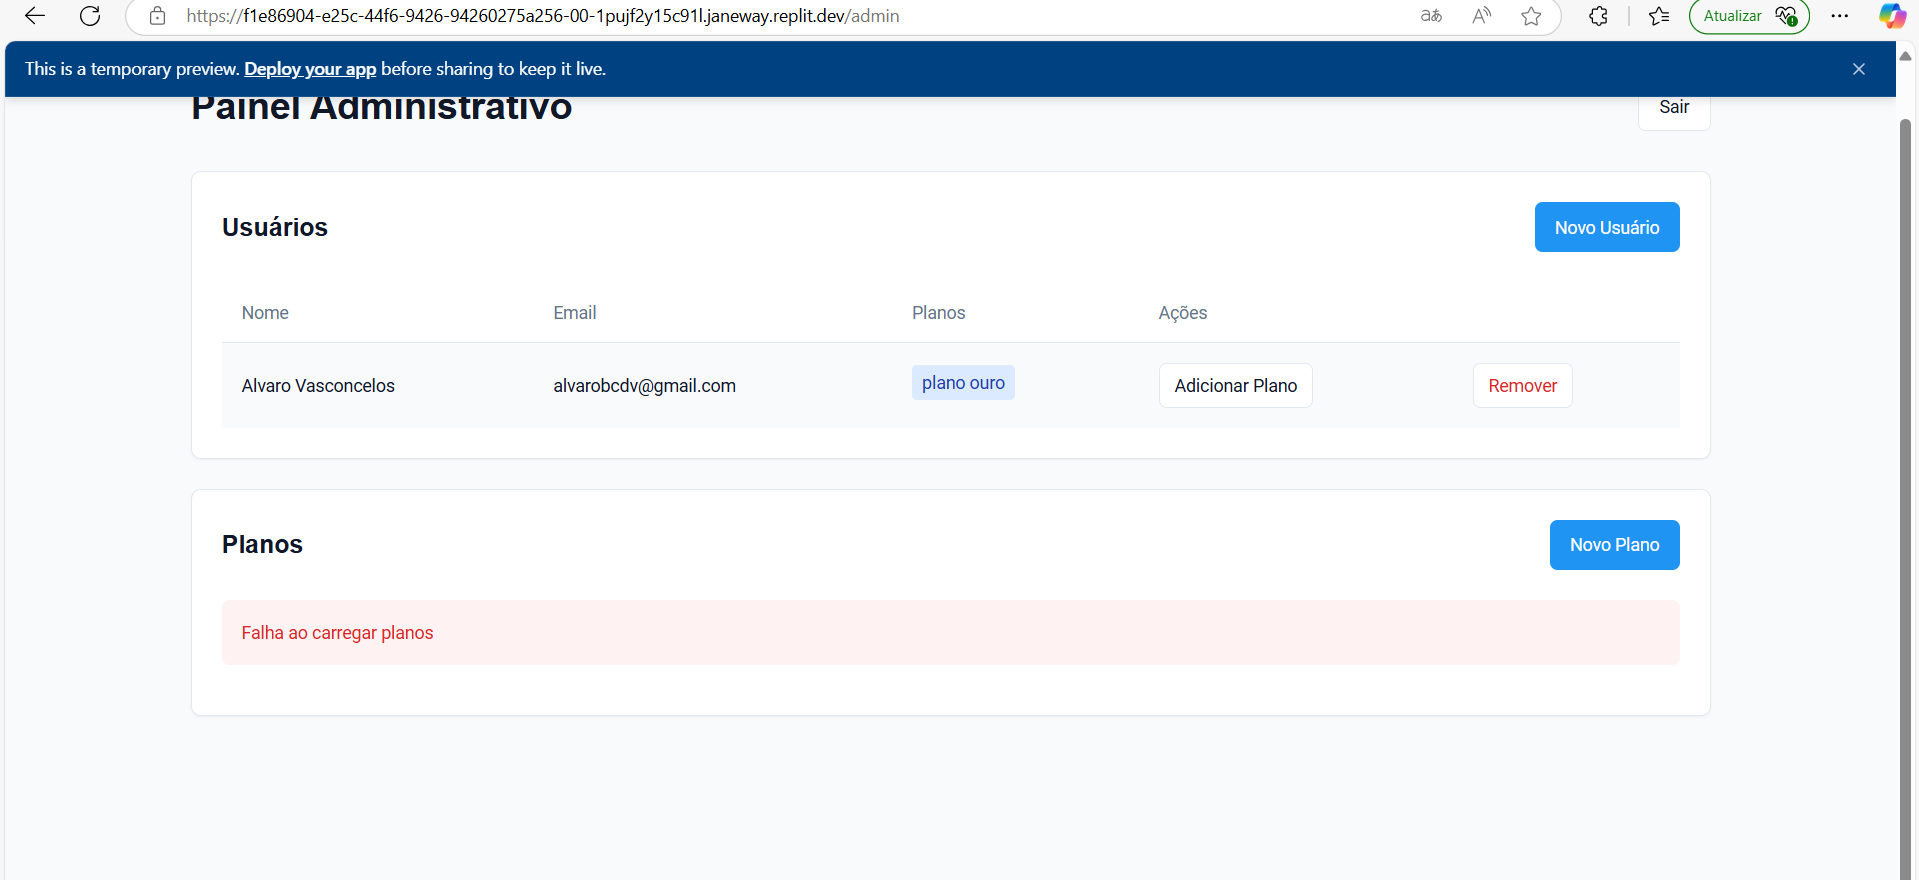 https://f1e86904-e25c-44f6-9426-94260275a256-00-1pujf2y15c91l.janeway.replit.dev/admin
aあ
A
Atualizar
This is a temporary preview. Deploy your app before sharing to keep it live.
Painel Administrativo
Sair
Usuários
Novo Usuário
Nome Email Planos Ações
Alvaro Vasconcelos alvarobcdv@gmail.com plano ouro Adicionar Plano Remover
Planos
Novo Plano
Falha ao carregar planos